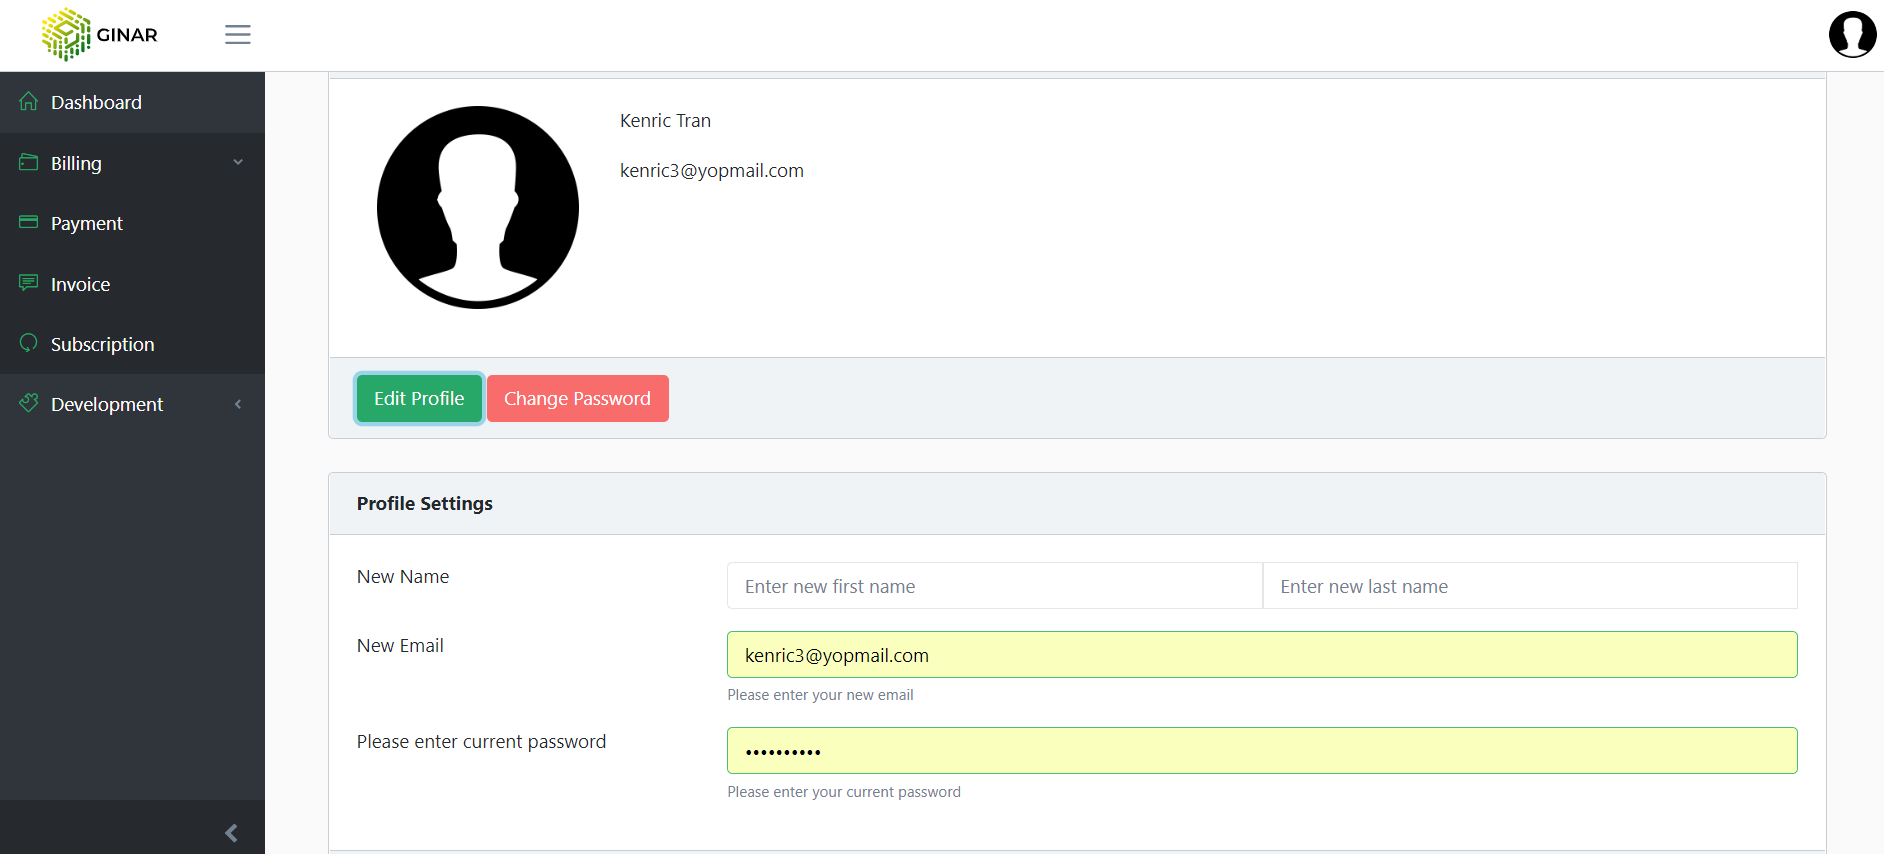 GINAR
Dashboard
Billing
Payment
Invoice
Subscription
Development
Kenric Tran
kenric3@yopmail.com
Edit Profile
Change Password
Profile Settings
New Name
Enter new first name
Enter new last name
New Email
kenric3@yopmail.com
Please enter your new email
Please enter current password
••••••••••
Please enter your current password